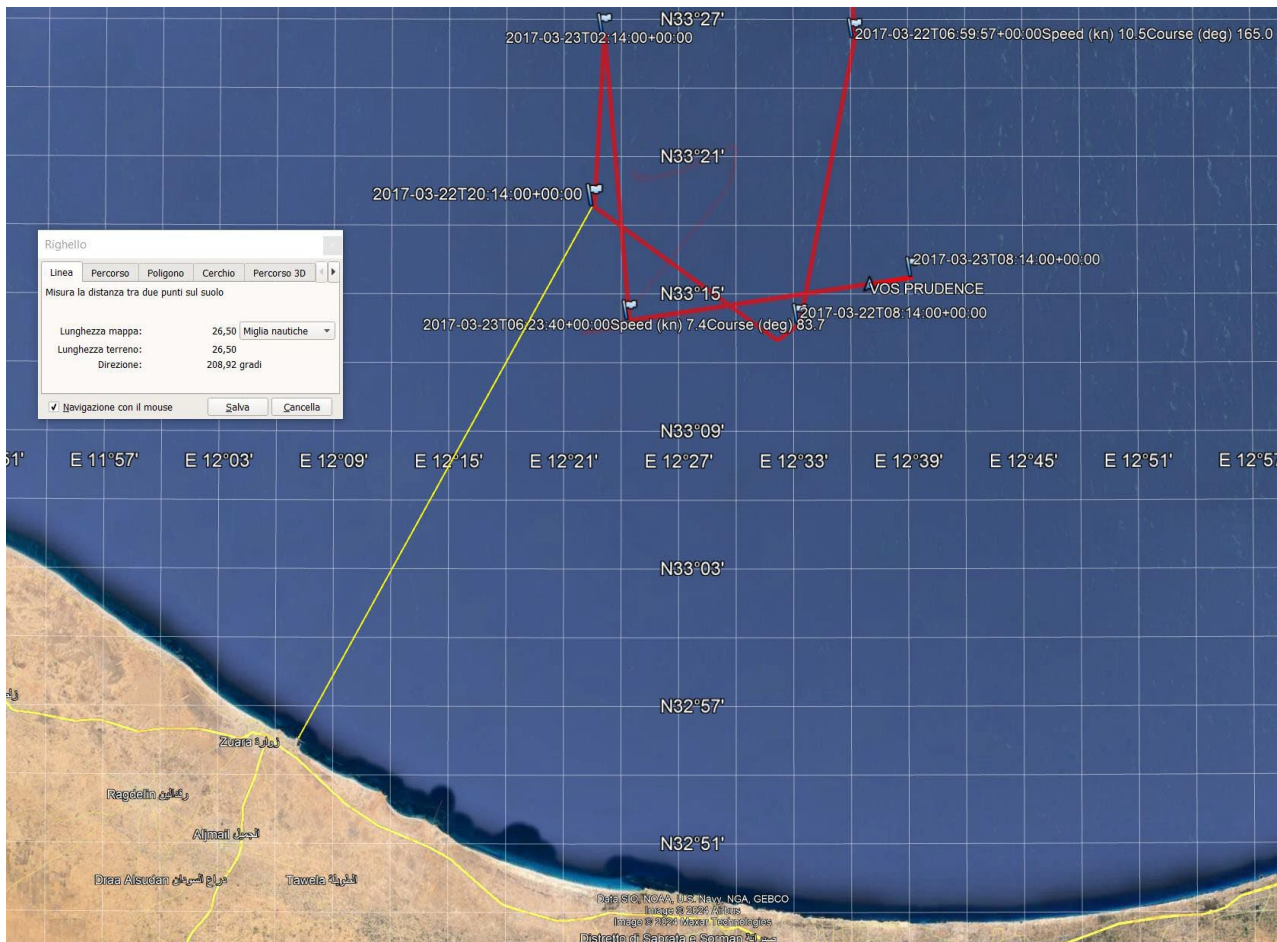 N33°27'
2017-03-23T02:14:00+00:00
2017-03-22T06:59:57+00:00Speed (kn) 10.5Course (deg) 165.0
N33°21'
2017-03-22T20:14:00+00:00
Righello
Linea Percorso Poligono Cerchio Percorso 3D
Misura la distanza tra due punti sul suolo
Lunghezza mappa: 26,50 Miglia nautiche
Lunghezza terreno: 26,50
Direzione: 208,92 gradi
Navigazione con il mouse Salva Cancella
2017-03-23T08:14:00+00:00
VOS PRUDENCE
N33°15'
2017-03-22T08:14:00+00:00
2017-03-23T06:23:40+00:00Speed (kn) 7.4Course (deg) 83.7
N33°09'
51' E 11°57' E 12°03' E 12°09' E 12°15' E 12°21' E 12°27' E 12°33' E 12°39' E 12°45' E 12°51' E 12°57
N33°03'
N32°57'
Zuara زوارة
Ragdelin رقدالين
Aljmail الجميل
N32°51'
Draa Alsudan
Tawela الطويلة
Data SIO, NOAA, U.S. Navy, NGA, GEBCO
Image © 2024 Airbus
Image © 2024 Maxar Technologies
Distretto di Sabrata e Sorman